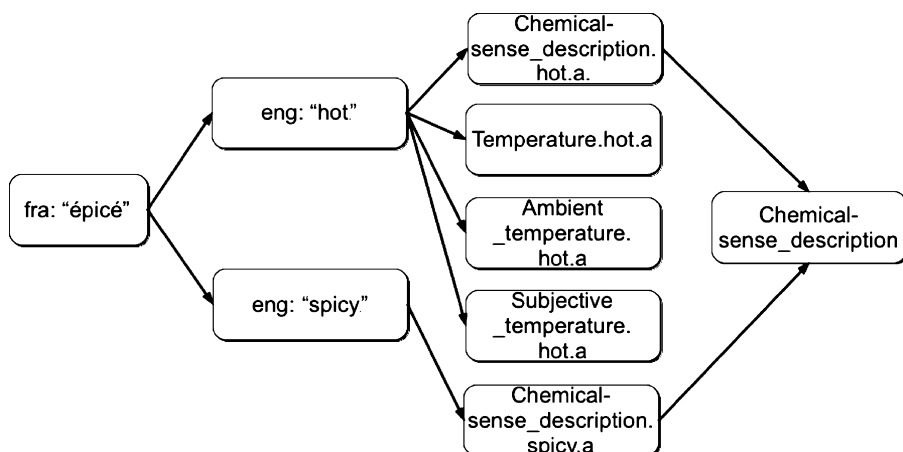 fra: “épicé”
eng: “hot.”
eng: “spicy.”
Chemical-
sense_description.
hot.a.
Temperature.hot.a
Ambient
_temperature.
hot.a
Subjective
_temperature.
hot.a
Chemical-
sense_description.
spicy.a
Chemical-
sense_description